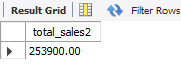 Result Grid Filter Rows
total_sales2
253900.00